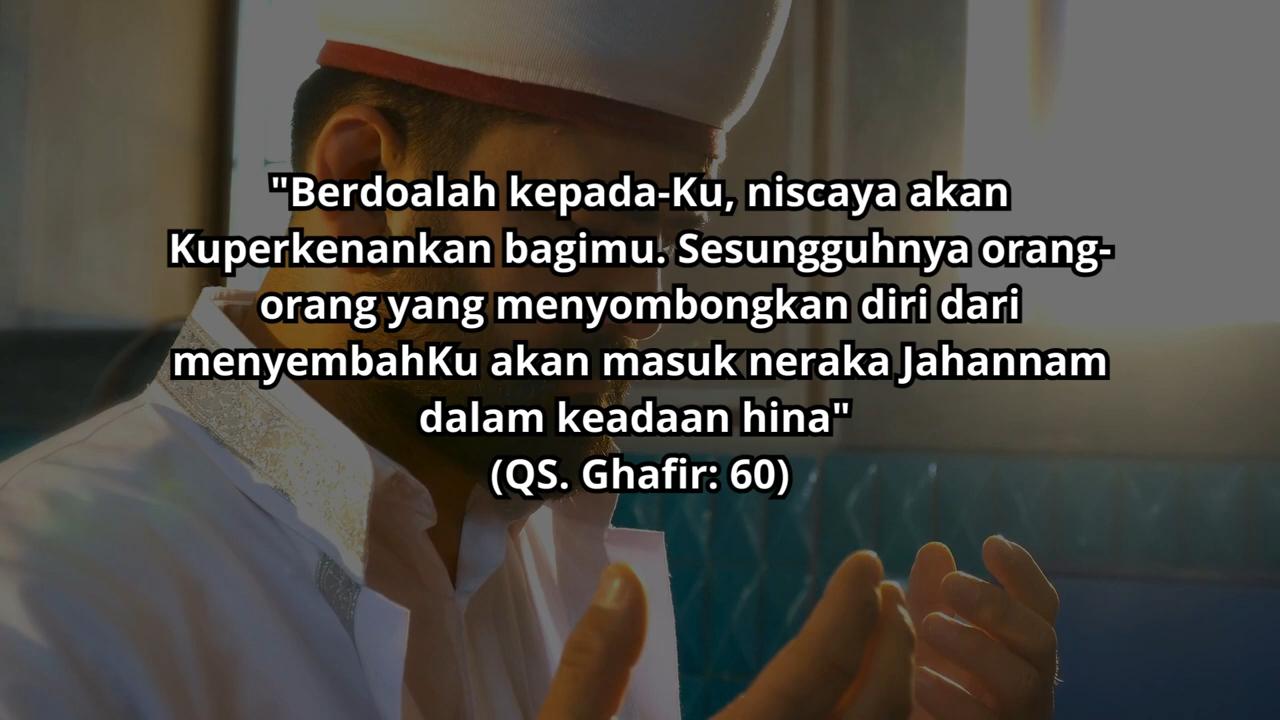 "Berdoalah kepada-Ku, niscaya akan
Kuperkenankan bagimu. Sesungguhnya orang-
orang yang menyombongkan diri dari
menyembahKu akan masuk neraka Jahannam
dalam keadaan hina"
(QS. Ghafir: 60)